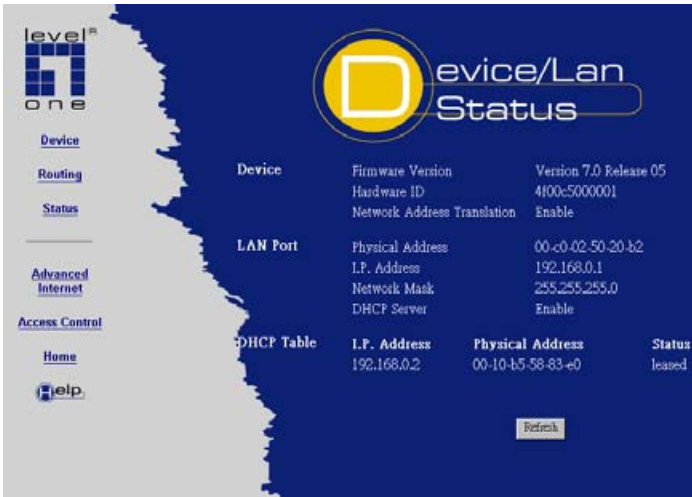 level®
one
Device
Routing
Status
Advanced
Internet
Access Control
Home
Help
Device/Lan
Status
Device Firmware Version Version 7.0 Release 05
Hardware ID 4f00c5000001
Network Address Translation Enable
LAN Port Physical Address 00-c0-02-50-20-b2
I.P. Address 192.168.0.1
Network Mask 255.255.255.0
DHCP Server Enable
DHCP Table I.P. Address Physical Address Status
192.168.0.2 00-10-b5-58-83-e0 leased
Refresh